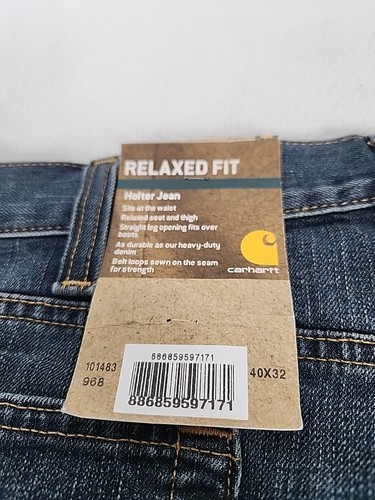 RELAXED FIT
Holter Jean
Sits at the waist
Relaxed seat and thigh
Straight leg opening fits over
boots
As durable as our heavy-duty
denim
Belt loops sewn on the seam
for strength
carhartt
886859597171
101483
968
40X32
886859597171